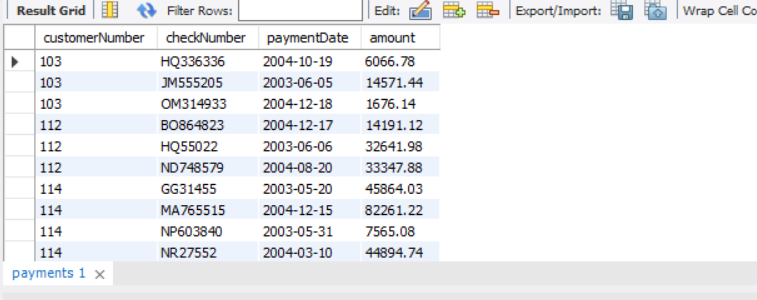 Result Grid Filter Rows: Edit: Export/Import: Wrap Cell Co
customerNumber checkNumber paymentDate amount
103 HQ336336 2004-10-19 6066.78
103 JM555205 2003-06-05 14571.44
103 OM314933 2004-12-18 1676.14
112 BO864823 2004-12-17 14191.12
112 HQ55022 2003-06-06 32641.98
112 ND748579 2004-08-20 33347.88
114 GG31455 2003-05-20 45864.03
114 MA765515 2004-12-15 82261.22
114 NP603840 2003-05-31 7565.08
114 NR27552 2004-03-10 44894.74
payments 1